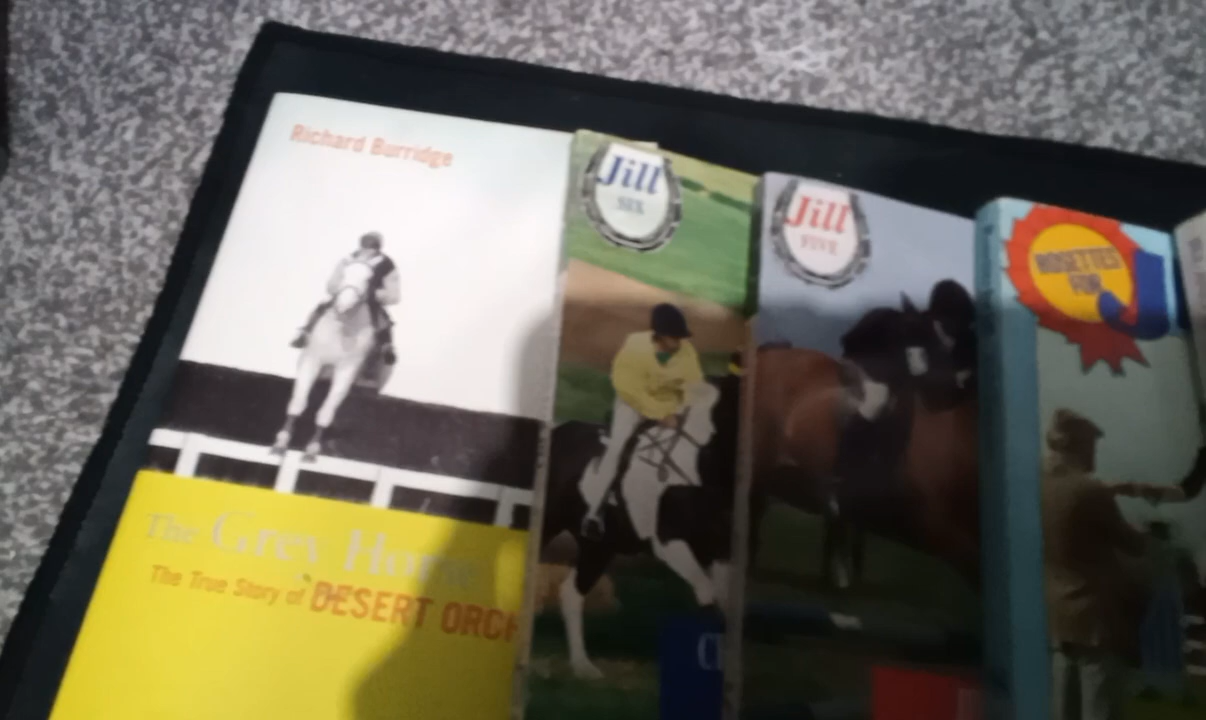 Richard Burridge
The Grey Horse
The True Story of DESERT ORCH
Jill
SIX
Jill
FIVE
ROSETTES
FOR
J